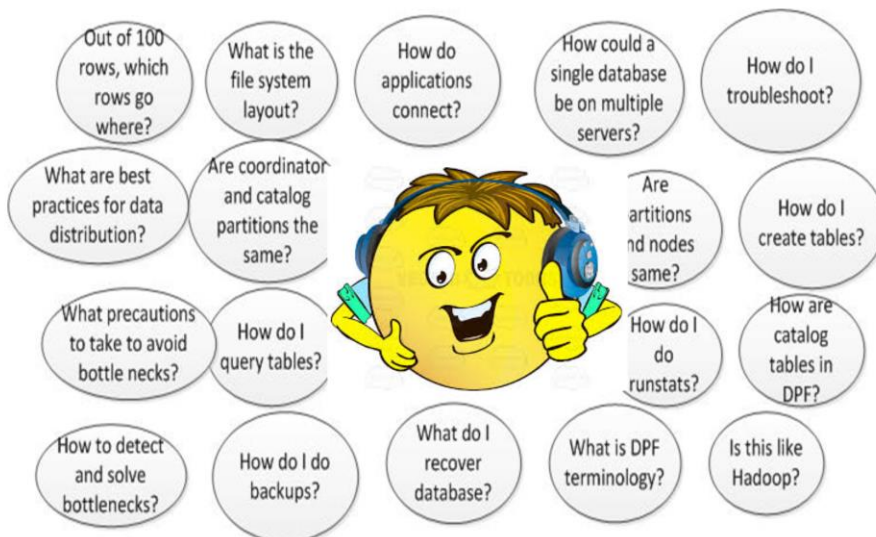 Out of 100
rows, which
rows go
where?
What is the
file system
layout?
How do
applications
connect?
How could a
single database
be on multiple
servers?
How do I
troubleshoot?
What are best
practices for data
distribution?
Are coordinator
and catalog
partitions the
same?
Are
artitions
nd nodes
same?
How do I
create tables?
What precautions
to take to avoid
bottle necks?
How do I
query tables?
How do I
do
runstats?
How are
catalog
tables in
DPF?
How to detect
and solve
bottlenecks?
How do I do
backups?
What do I
recover
database?
What is DPF
terminology?
Is this like
Hadoop?